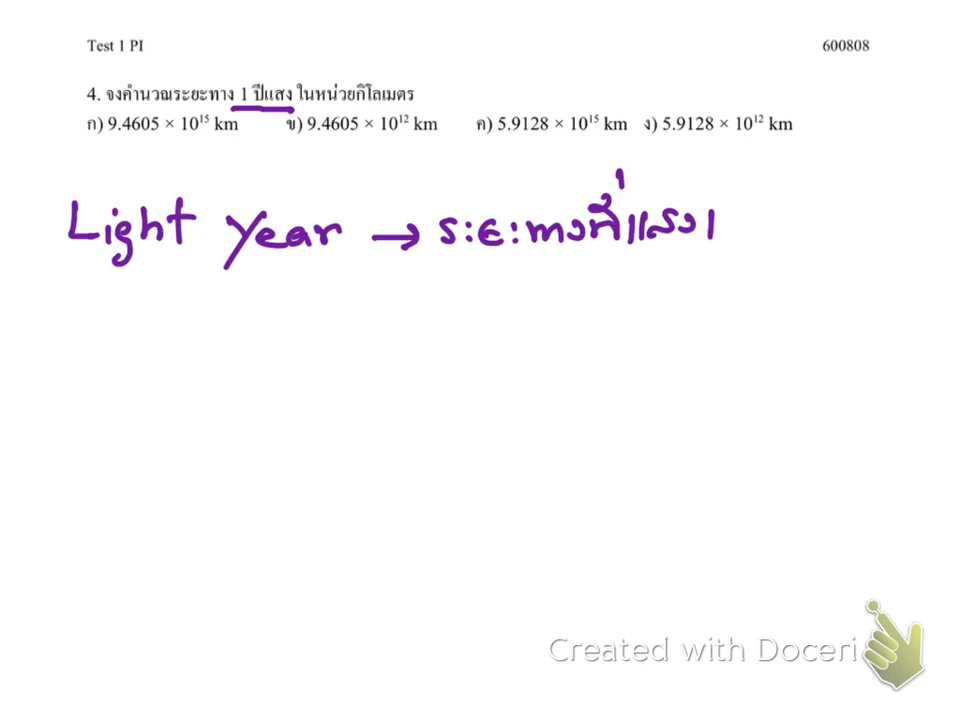 Test 1 PI 600808
4. จงคำนวณระยะทาง 1 ปีแสง ในหน่วยกิโลเมตร
ก) 9.4605 × 10¹⁵ km ข) 9.4605 × 10¹² km ค) 5.9128 × 10¹⁵ km ง) 5.9128 × 10¹² km
Light Year → ระยะทางที่แสง
Created with Doceri